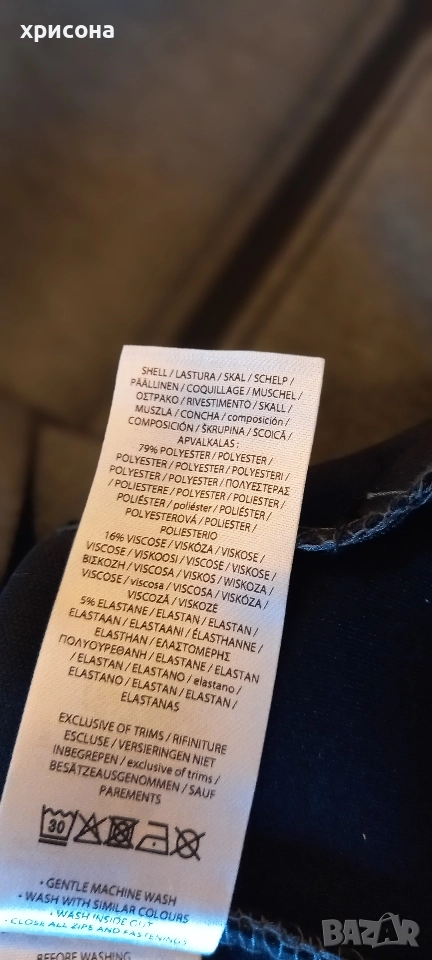 хрисона
SHELL / LASTURA / SKAL / SCHELP /
PÄÄLLINEN / COQUILLAGE / MUSCHEL /
ΟΣΤΡΑΚΟ / RIVESTIMENTO / SKALL /
MUSZLA / CONCHA / composición /
COMPOSIÇÃO / ŠKRUPINA / SCOICĂ /
APVALKALAS :
79% POLYESTER / POLYESTER /
POLYESTER / POLYESTER / POLYESTERI /
POLYESTER / POLYESTER / ΠΟΛΥΕΣΤΕΡΑΣ
/ POLIESTERE / POLYESTER / POLIESTER /
POLIÉSTER / poliéster / POLIÉSTER /
POLYESTEROVÁ / POLIESTER /
POLIESTERIO
16% VISCOSE / VISKÓZA / VISKOSE /
VISCOSE / VISKOOSI / VISCOSE / VISKOSE /
ΒΙΣΚΟΖΗ / VISCOSA / VISKOS / WISKOZA /
VISCOSE / viscosa / VISCOSA / VISKÓZA /
VISCOZĂ / VISKOZĖ
5% ELASTANE / ELASTAN / ELASTAN /
ELASTAAN / ELASTAANI / ÉLASTHANNE /
ELASTHAN / ΕΛΑΣΤΟΜΕΡΗΣ
ΠΟΛΥΟΥΡΕΘΑΝΗ / ELASTANE / ELASTAN
/ ELASTAN / ELASTANO / elastano /
ELASTANO / ELASTAN / ELASTAN /
ELASTANAS
EXCLUSIVE OF TRIMS / RIFINITURE
ESCLUSE / VERSIERINGEN NIET
INBEGREPEN / exclusive of trims /
BESÄTZEAUSGENOMMEN / SAUF
PAREMENTS
30
• GENTLE MACHINE WASH
• WASH WITH SIMILAR COLOURS
• WASH INSIDE OUT
• CLOSE ALL ZIPS AND FASTENINGS
BEFORE WASHING
BAZAR